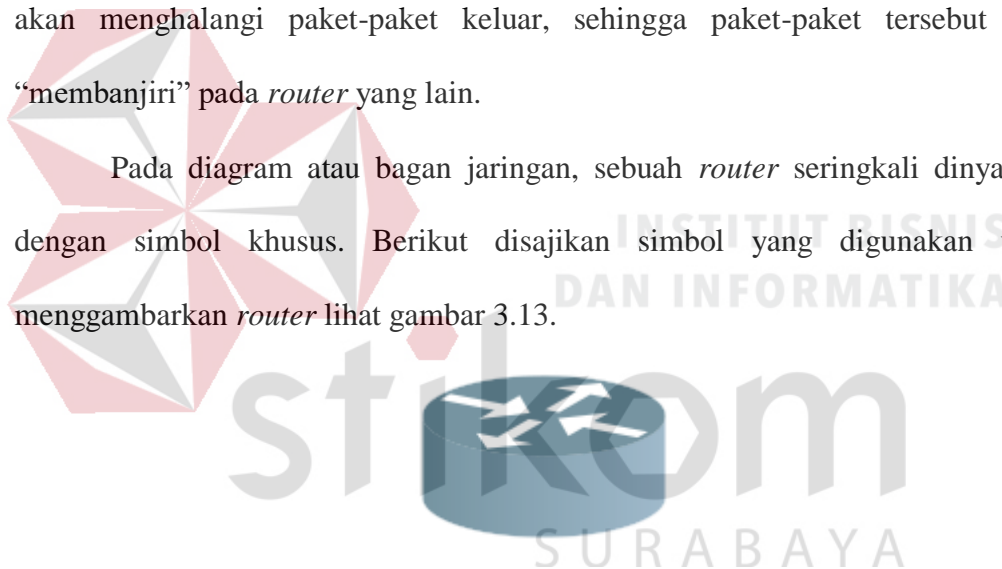 akan menghalangi paket-paket keluar, sehingga paket-paket tersebut
“membanjiri” pada router yang lain.
Pada diagram atau bagan jaringan, sebuah router seringkali dinya
dengan simbol khusus. Berikut disajikan simbol yang digunakan
menggambarkan router lihat gambar 3.13.
INSTITUT BISNIS
DAN INFORMATIKA
stikom
SURABAYA